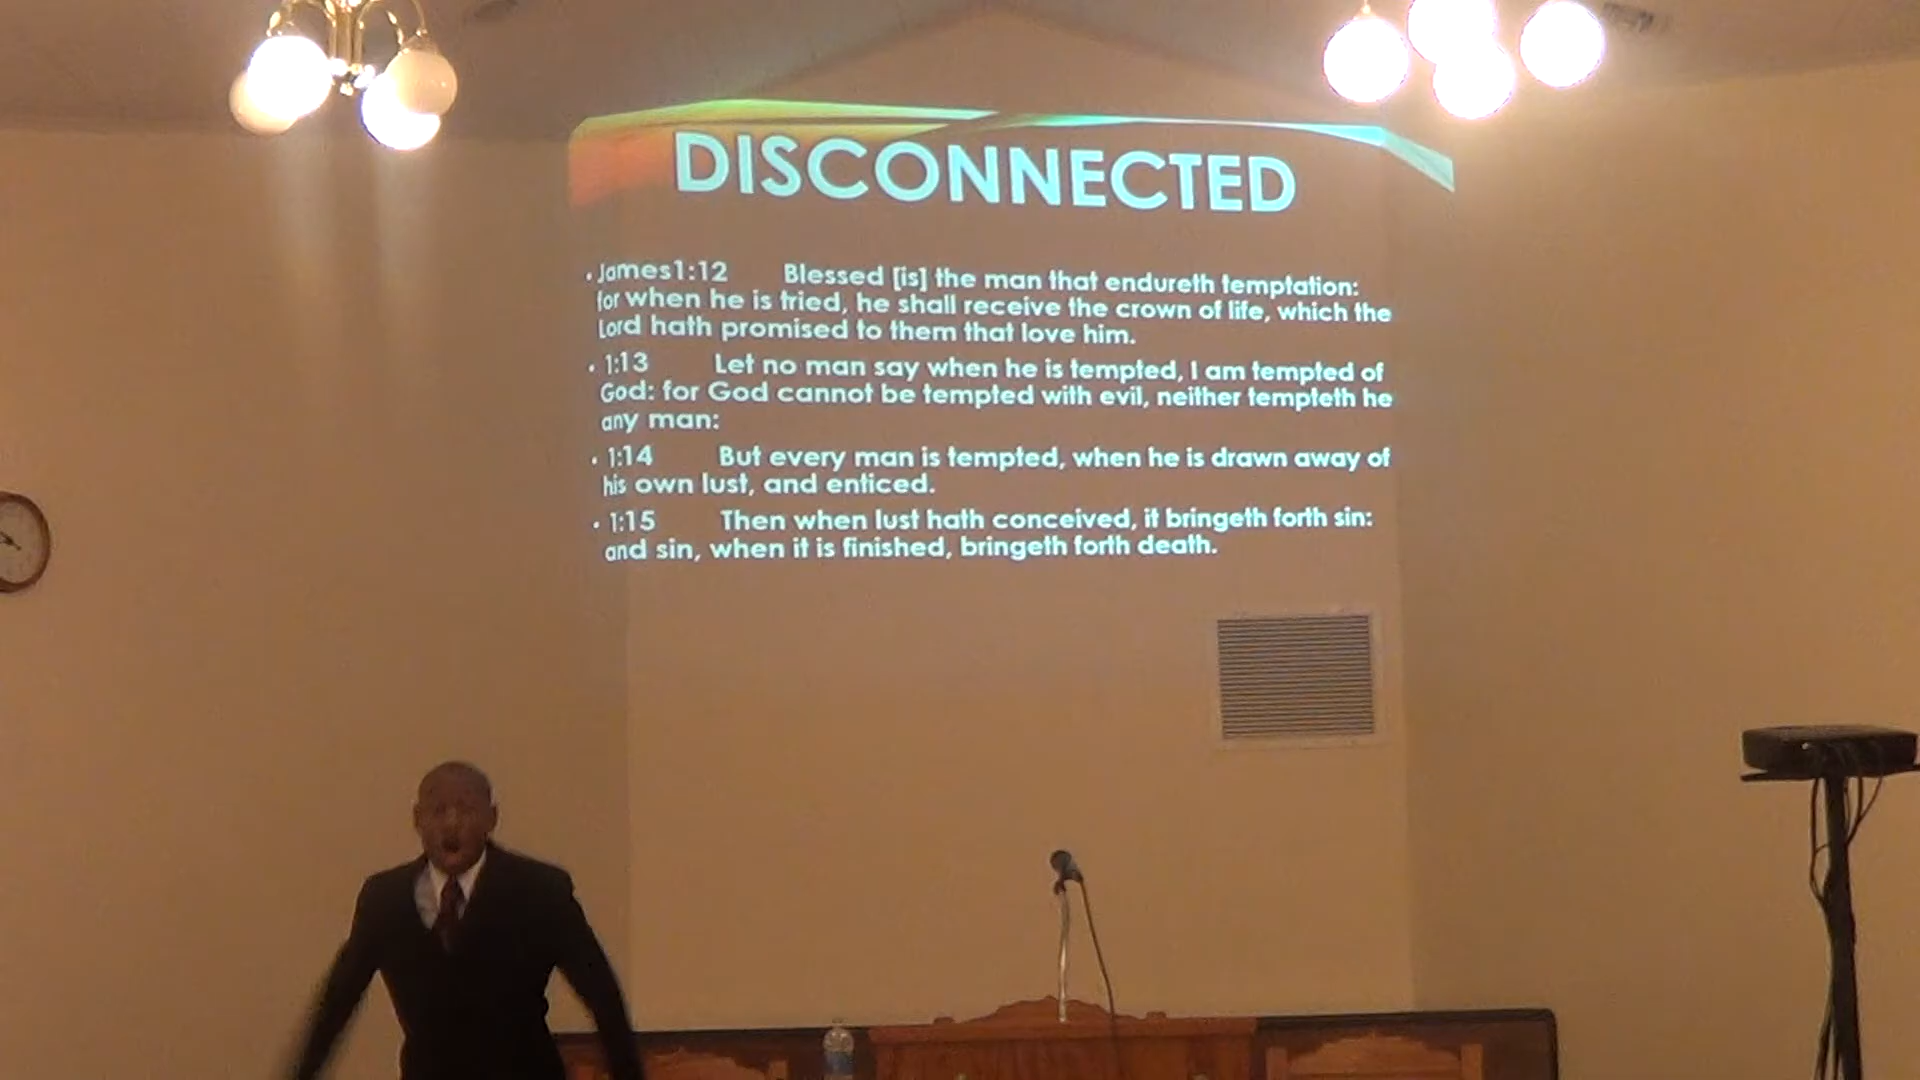 DISCONNECTED
• James1:12 Blessed [is] the man that endureth temptation:
for when he is tried, he shall receive the crown of life, which the
Lord hath promised to them that love him.
• 1:13 Let no man say when he is tempted, I am tempted of
God: for God cannot be tempted with evil, neither tempteth he
any man:
• 1:14 But every man is tempted, when he is drawn away of
his own lust, and enticed.
• 1:15 Then when lust hath conceived, it bringeth forth sin:
and sin, when it is finished, bringeth forth death.